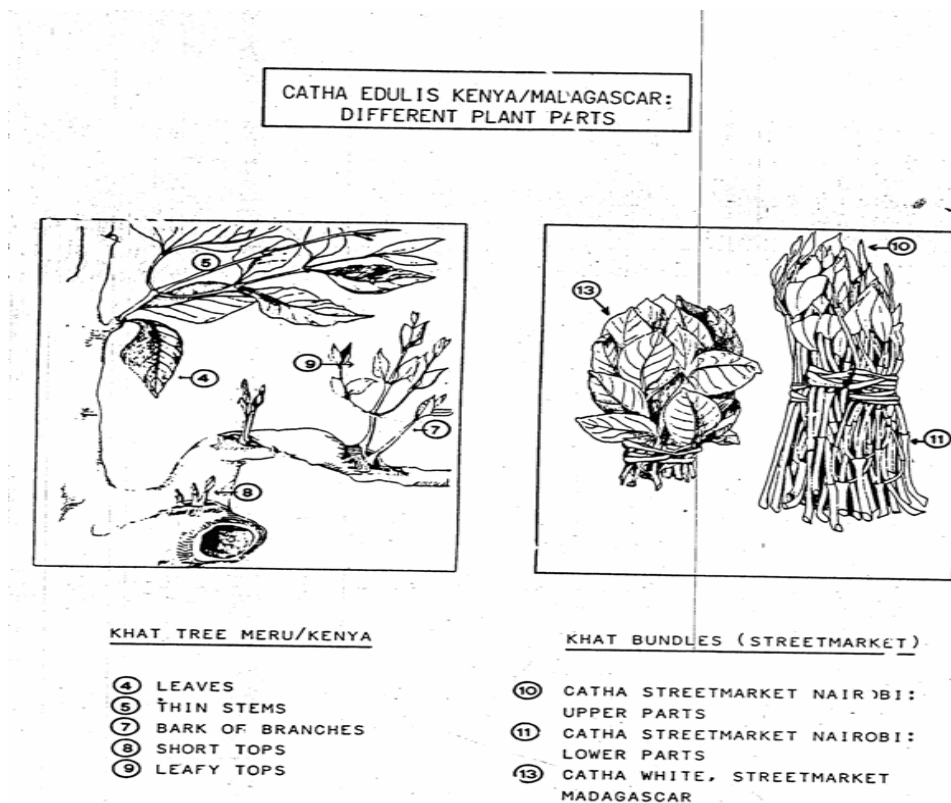 CATHA EDULIS KENYA/MADAGASCAR:
DIFFERENT PLANT PARTS
5
4
9
7
8
13
10
11
KHAT TREE MERU/KENYA
4 LEAVES
5 THIN STEMS
7 BARK OF BRANCHES
8 SHORT TOPS
9 LEAFY TOPS
KHAT BUNDLES (STREETMARKET)
10 CATHA STREETMARKET NAIROBI:
UPPER PARTS
11 CATHA STREETMARKET NAIROBI:
LOWER PARTS
13 CATHA WHITE, STREETMARKET
MADAGASCAR